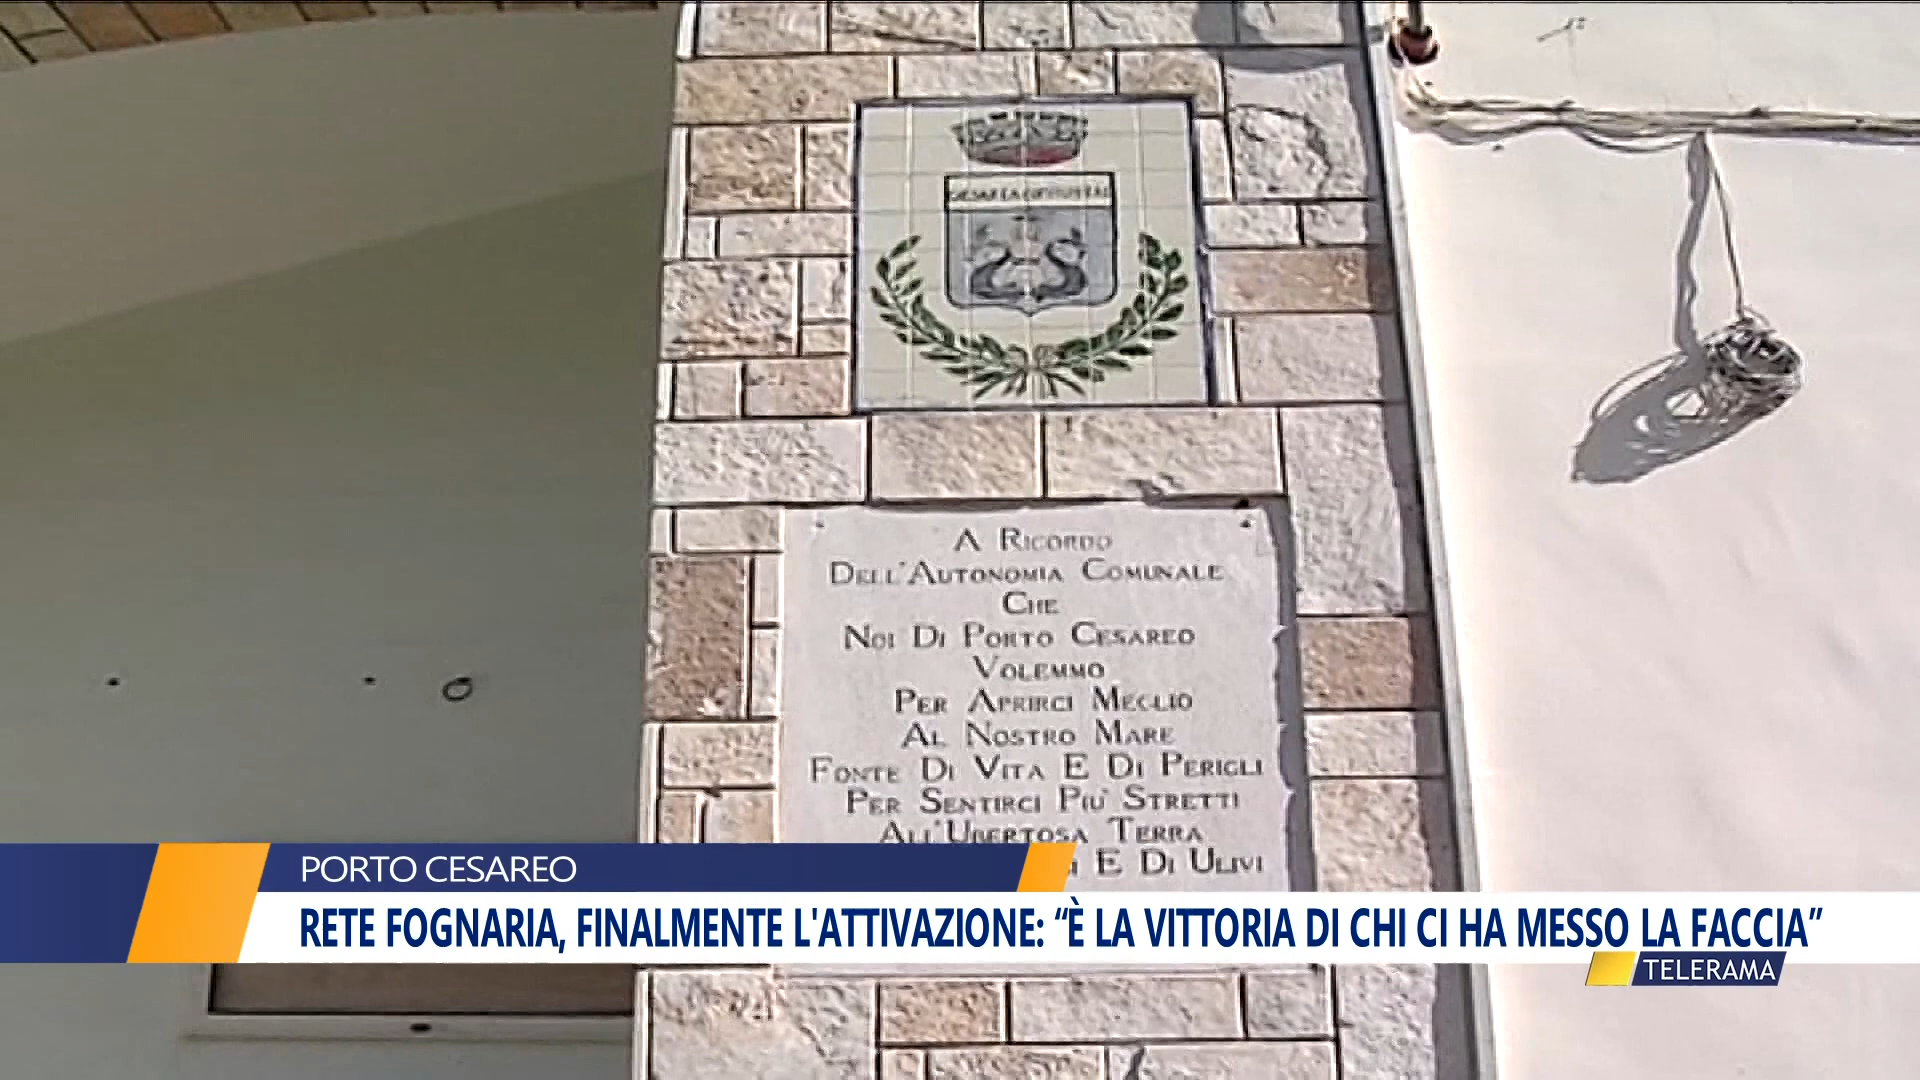 A Ricordo
Dell'Autonomia Comunale
Che
Noi Di Porto Cesareo
Volemmo
Per Aprirci Meglio
Al Nostro Mare
Fonte Di Vita E Di Perigli
Per Sentirci Piu' Stretti
All'Ubertosa Terra
E Di Ulivi
PORTO CESAREO
RETE FOGNARIA, FINALMENTE L'ATTIVAZIONE: “È LA VITTORIA DI CHI CI HA MESSO LA FACCIA”
TELERAMA